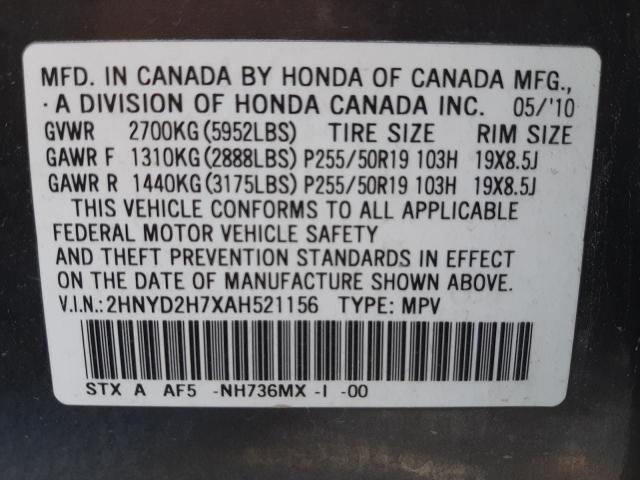 MFD. IN CANADA BY HONDA OF CANADA MFG.,
A DIVISION OF HONDA CANADA INC. 05/'10
GVWR 2700KG(5952LBS) TIRE SIZE RIM SIZE
GAWR F 1310KG(2888LBS) P255/50R19 103H 19X8.5J
GAWR R 1440KG(3175LBS) P255/50R19 103H 19X8.5J
THIS VEHICLE CONFORMS TO ALL APPLICABLE
FEDERAL MOTOR VEHICLE SAFETY
AND THEFT PREVENTION STANDARDS IN EFFECT
ON THE DATE OF MANUFACTURE SHOWN ABOVE.
V.I.N.:2HNYD2H7XAH521156 TYPE: MPV
STX A AF5 -NH736MX -I -00